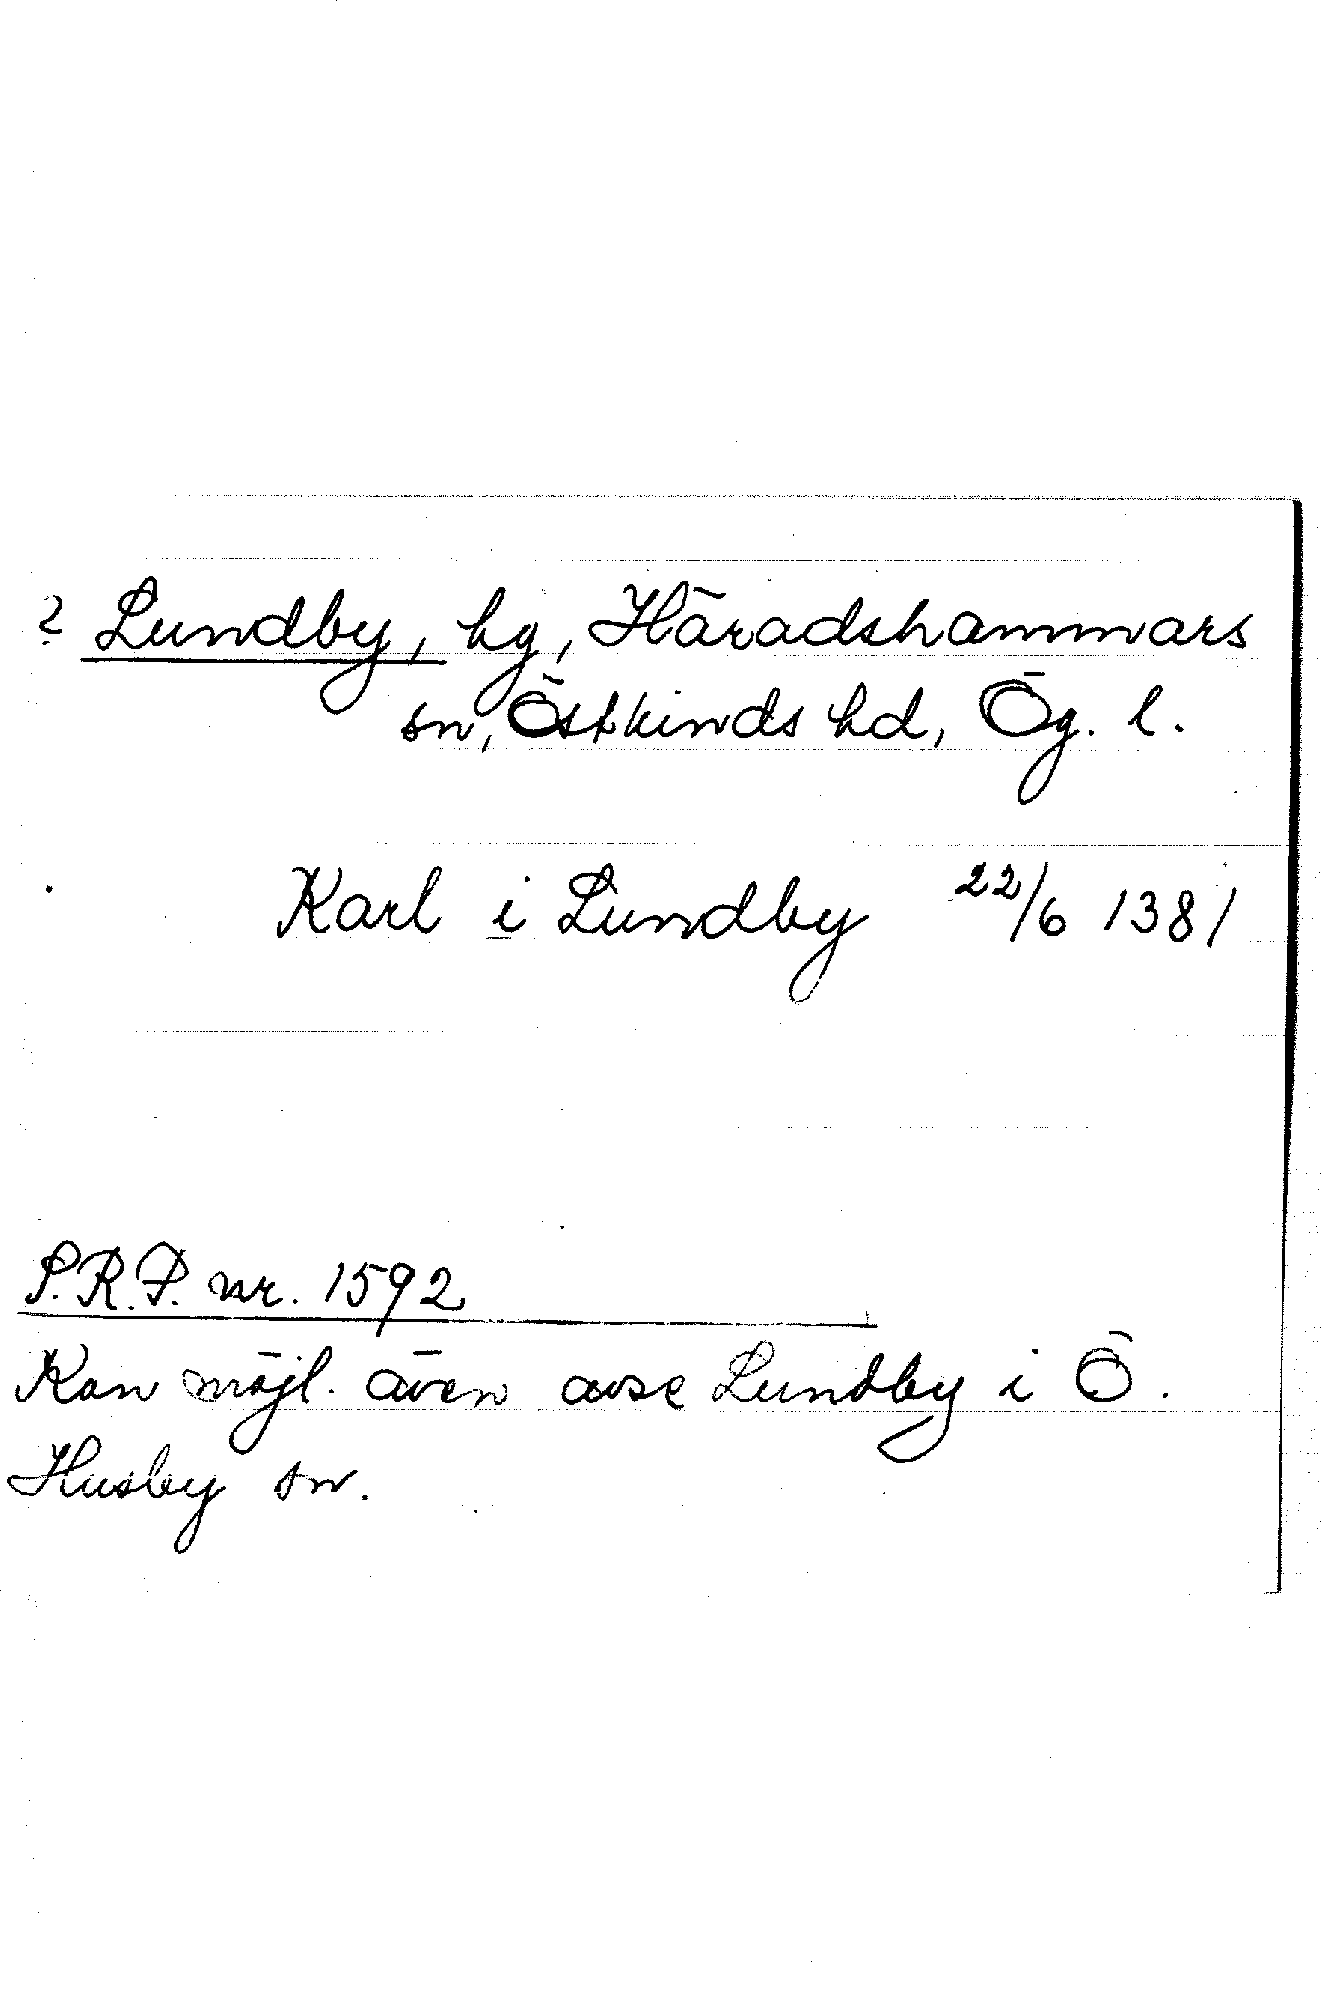 ? Lundby, hg, Häradshammars
sn, Östkinds hd, Ög. l.
Karl i Lundby 22/6 1381
S.R.P. nr. 1592
Kan möjl. även avse Lundby i Ö.
Husby sn.